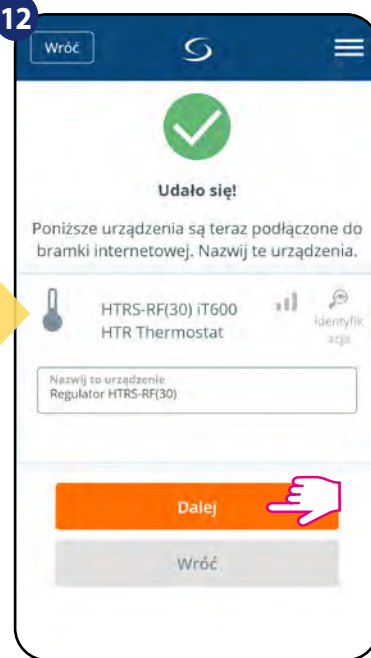 12
Wróć
Udało się!
Poniższe urządzenia są teraz podłączone do
bramki internetowej. Nazwij te urządzenia.
HTRS-RF(30) iT600
HTR Thermostat
Identyfik
acja
Nazwij to urządzenie
Regulator HTRS-RF(30)
Dalej
Wróć